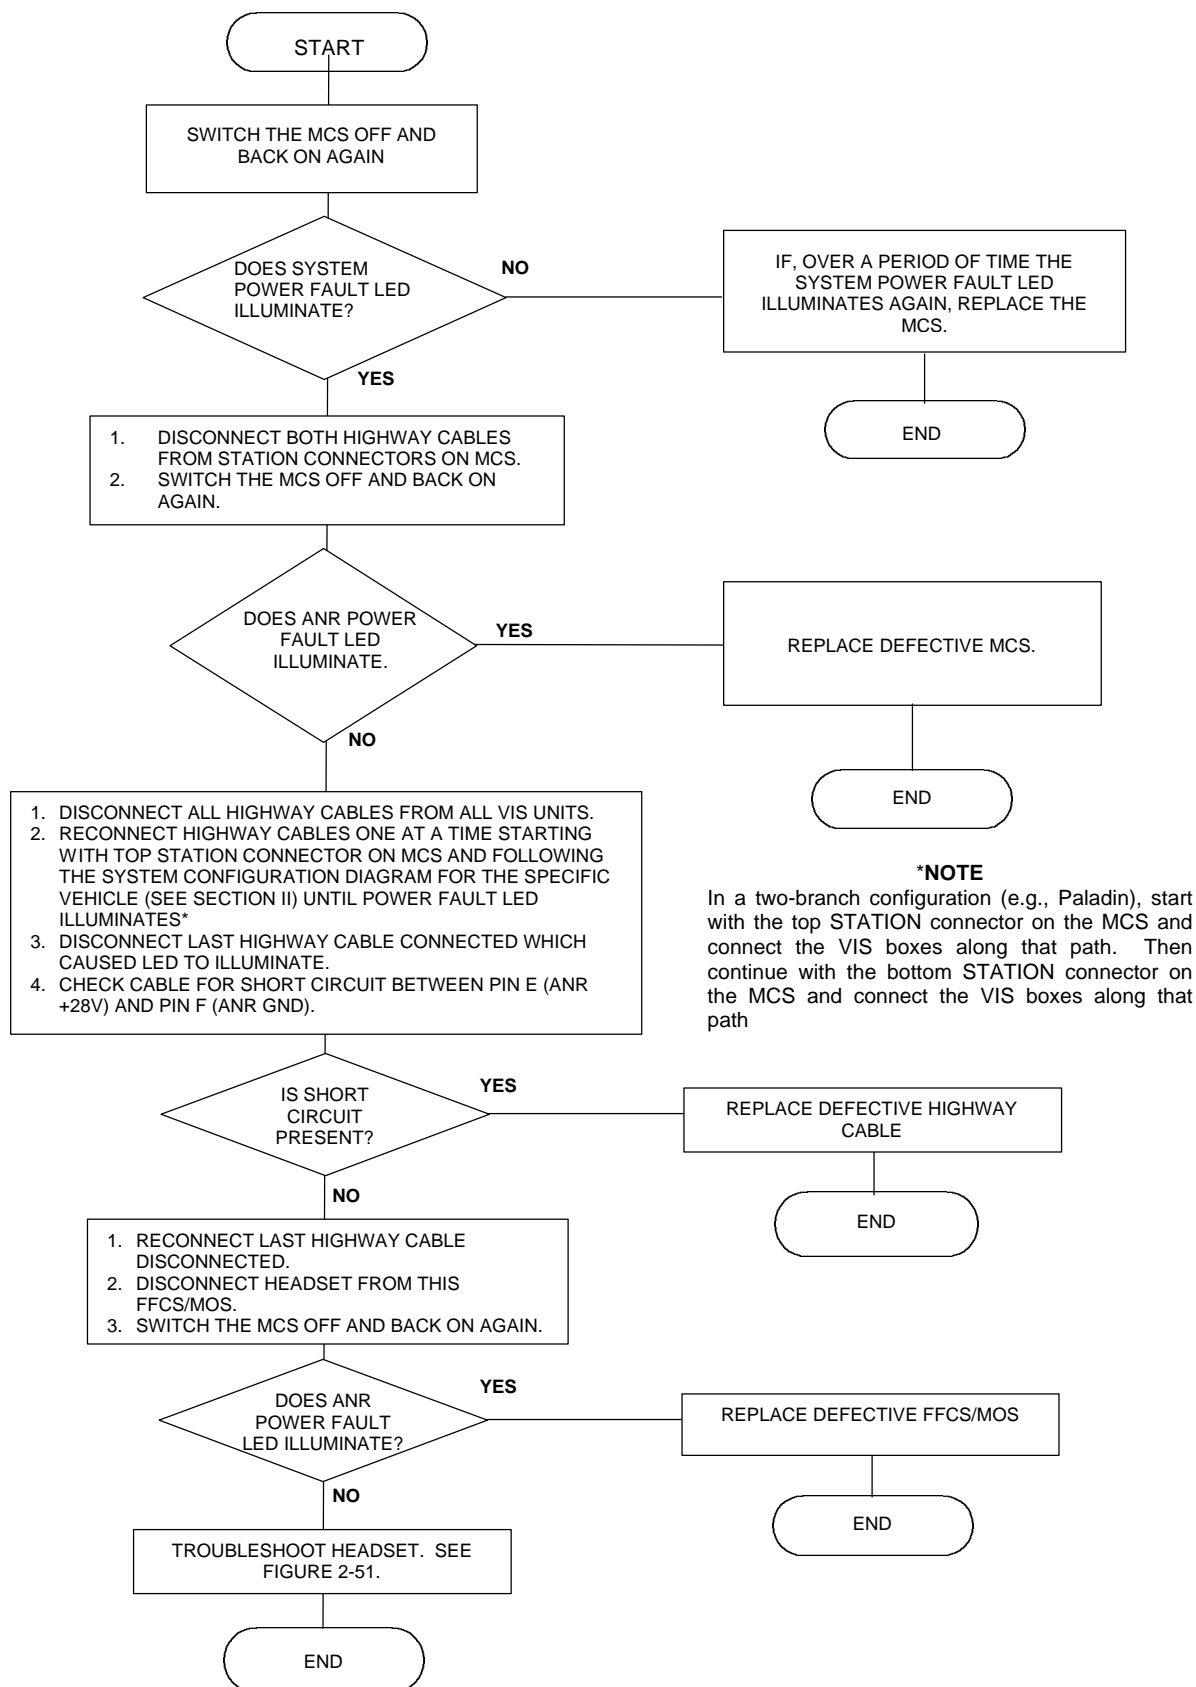 START
SWITCH THE MCS OFF AND
BACK ON AGAIN
DOES SYSTEM
POWER FAULT LED
ILLUMINATE?
NO
IF, OVER A PERIOD OF TIME THE
SYSTEM POWER FAULT LED
ILLUMINATES AGAIN, REPLACE THE
MCS.
END
YES
1. DISCONNECT BOTH HIGHWAY CABLES
FROM STATION CONNECTORS ON MCS.
2. SWITCH THE MCS OFF AND BACK ON
AGAIN.
DOES ANR POWER
FAULT LED
ILLUMINATE.
YES
REPLACE DEFECTIVE MCS.
END
NO
1. DISCONNECT ALL HIGHWAY CABLES FROM ALL VIS UNITS.
2. RECONNECT HIGHWAY CABLES ONE AT A TIME STARTING
WITH TOP STATION CONNECTOR ON MCS AND FOLLOWING
THE SYSTEM CONFIGURATION DIAGRAM FOR THE SPECIFIC
VEHICLE (SEE SECTION II) UNTIL POWER FAULT LED
ILLUMINATES*
3. DISCONNECT LAST HIGHWAY CABLE CONNECTED WHICH
CAUSED LED TO ILLUMINATE.
4. CHECK CABLE FOR SHORT CIRCUIT BETWEEN PIN E (ANR
+28V) AND PIN F (ANR GND).
*NOTE
In a two-branch configuration (e.g., Paladin), start
with the top STATION connector on the MCS and
connect the VIS boxes along that path. Then
continue with the bottom STATION connector on
the MCS and connect the VIS boxes along that
path
IS SHORT
CIRCUIT
PRESENT?
YES
REPLACE DEFECTIVE HIGHWAY
CABLE
END
NO
1. RECONNECT LAST HIGHWAY CABLE
DISCONNECTED.
2. DISCONNECT HEADSET FROM THIS
FFCS/MOS.
3. SWITCH THE MCS OFF AND BACK ON AGAIN.
DOES ANR
POWER FAULT
LED ILLUMINATE?
YES
REPLACE DEFECTIVE FFCS/MOS
END
NO
TROUBLESHOOT HEADSET. SEE
FIGURE 2-51.
END